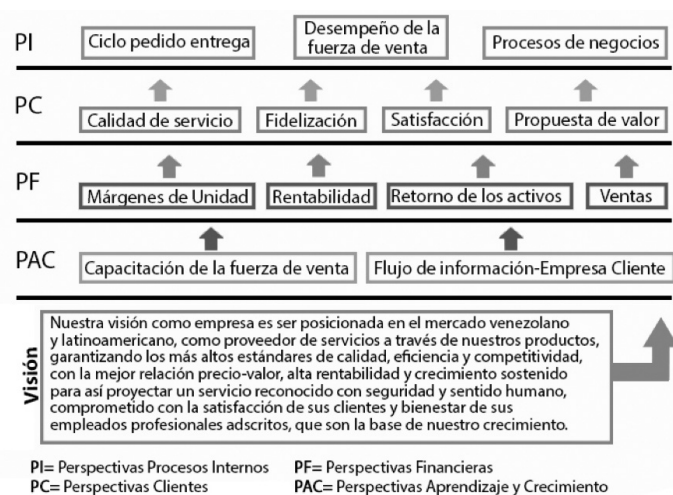 PI
Ciclo pedido entrega
Desempeño de la
fuerza de venta
Procesos de negocios
PC
Calidad de servicio
Fidelización
Satisfacción
Propuesta de valor
PF
Márgenes de Unidad
Rentabilidad
Retorno de los activos
Ventas
PAC
Capacitación de la fuerza de venta
Flujo de información-Empresa Cliente
Visión
Nuestra visión como empresa es ser posicionada en el mercado venezolano
y latinoamericano, como proveedor de servicios a través de nuestros productos,
garantizando los más altos estándares de calidad, eficiencia y competitividad,
con la mejor relación precio-valor, alta rentabilidad y crecimiento sostenido
para así proyectar un servicio reconocido con seguridad y sentido humano,
comprometido con la satisfacción de sus clientes y bienestar de sus
empleados profesionales adscritos, que son la base de nuestro crecimiento.
PI= Perspectivas Procesos Internos
PF= Perspectivas Financieras
PC= Perspectivas Clientes
PAC= Perspectivas Aprendizaje y Crecimiento